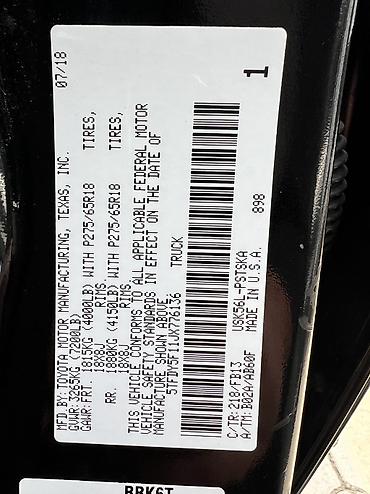 MFD.BY:TOYOTA MOTOR MANUFACTURING, TEXAS, INC. 07/18
GVWR:3265KG(7200LB)
GAWR:FRT. 1815KG(4000LB)WITH P275/65R18 TIRES,
18X8J RIMS,
RR. 1880KG(4150LB)WITH P275/65R18 TIRES,
18X8J RIMS,
THIS VEHICLE CONFORMS TO ALL APPLICABLE FEDERAL MOTOR
VEHICLE SAFETY STANDARDS IN EFFECT ON THE DATE OF
MANUFACTURE SHOWN ABOVE.
5TFDY5F11JX776136 TRUCK
C/TR:218/FB13 USK56L-PSTSKA
A/TM:B02A/AB60F MADE IN U.S.A. 898
1
BBK6T